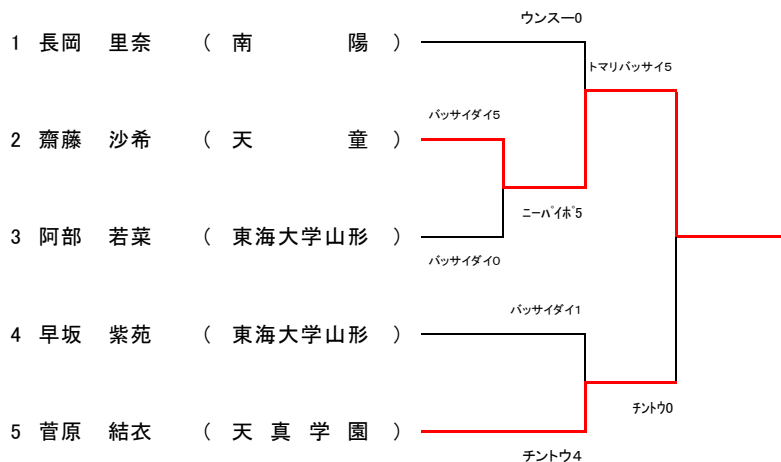 ウンスー0
1 長岡 里奈 ( 南 陽 )
トマリバッサイ5
バッサイダイ5
2 齋藤 沙希 ( 天 童 )
ニーパイポ5
3 阿部 若菜 ( 東海大学山形 )
バッサイダイ0
バッサイダイ1
4 早坂 紫苑 ( 東海大学山形 )
チントウ0
5 菅原 結衣 ( 天 真 学 園 )
チントウ4